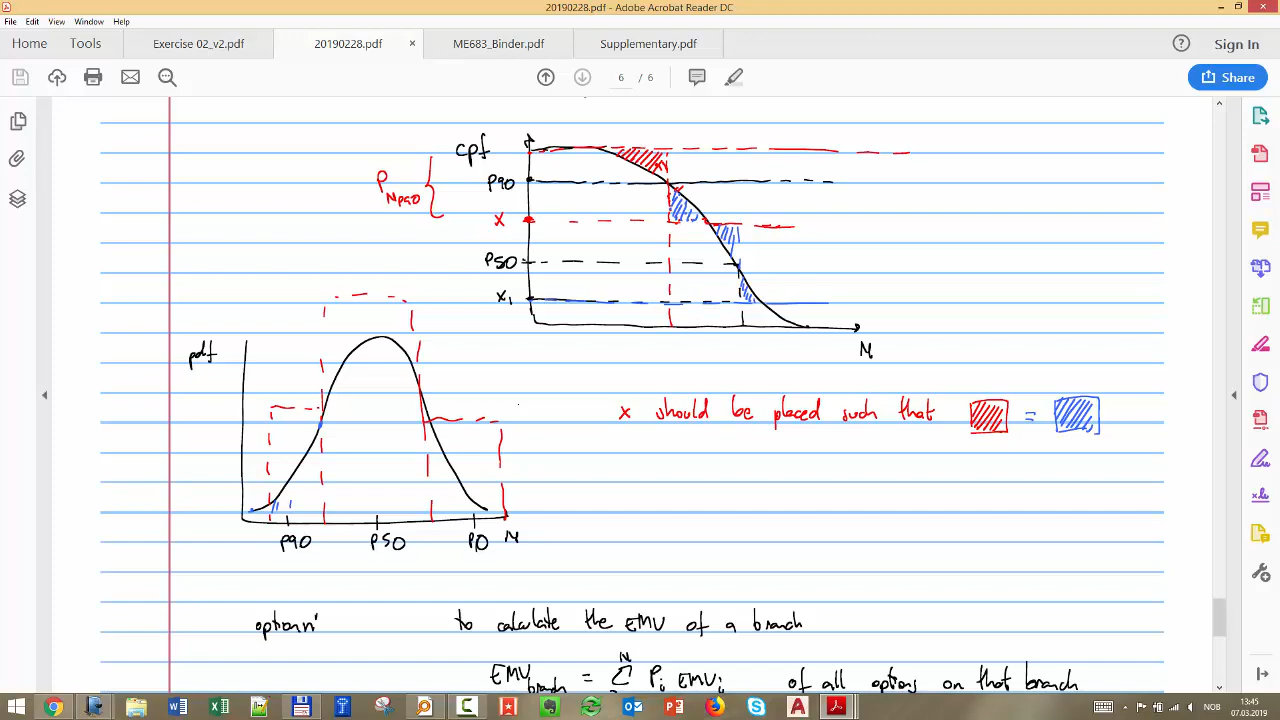 20190228.pdf - Adobe Acrobat Reader DC
File Edit View Window Help
Home Tools Exercise 02_v2.pdf 20190228.pdf × ME683_Binder.pdf Supplementary.pdf Sign In
6 / 6 Share
cpf
P90
P NP90
x
P50
x1
M
pdf
x should be placed such that =
P90 P50 P10 M
option to calculate the EMV of a branch
N
EMV branch = Σ Pi EMVi of all options on that branch
NOB 13:45
07.03.2019